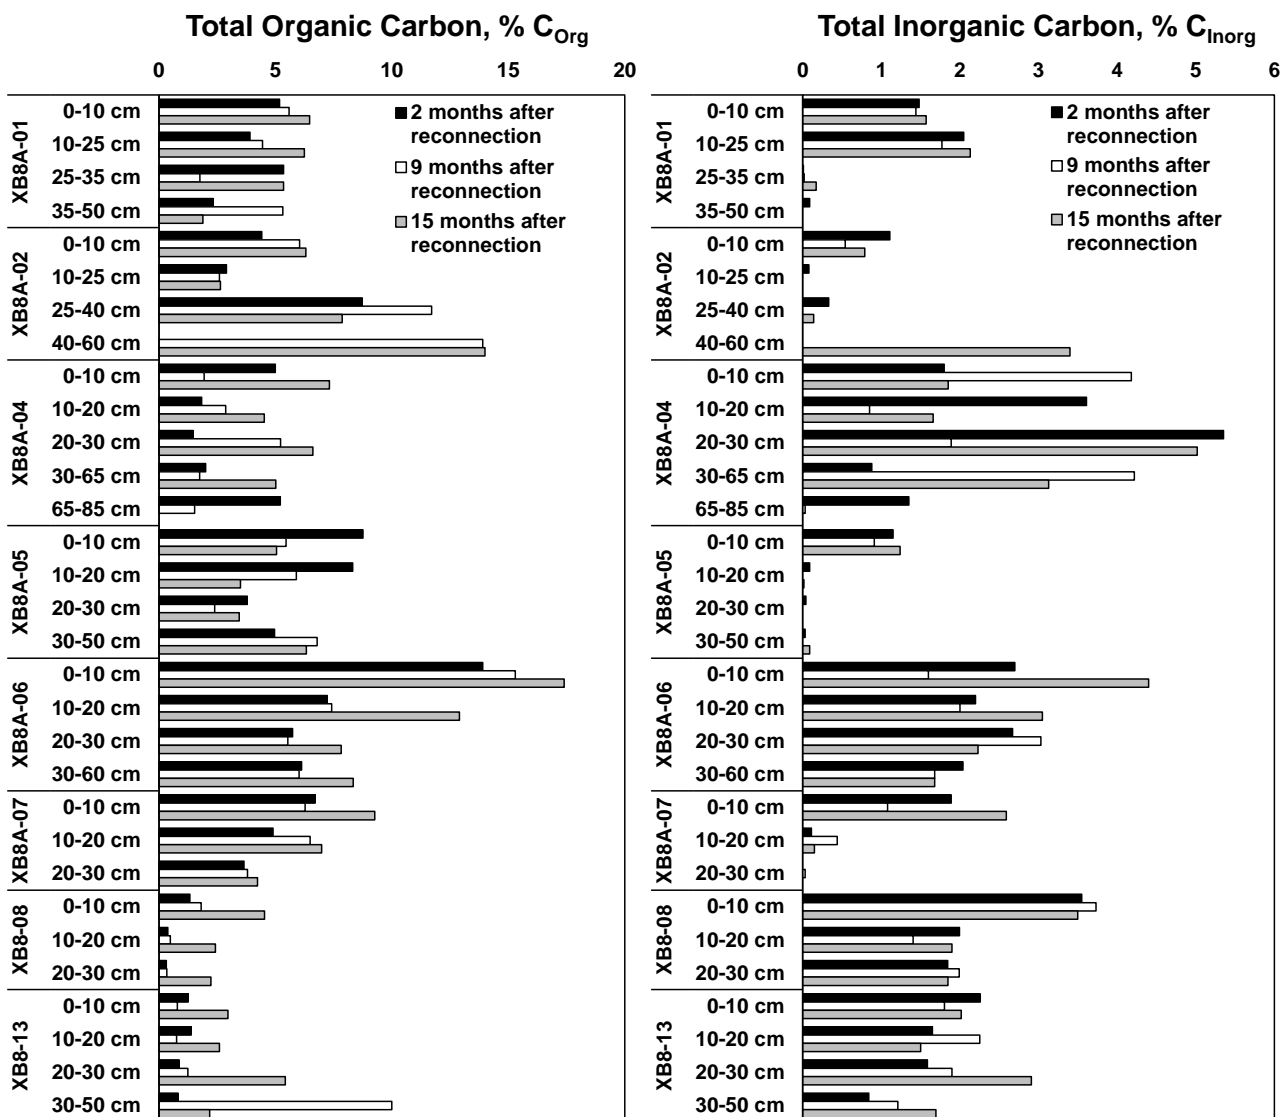 Total Organic Carbon, % C_Org
0 5 10 15 20
2 months after
reconnection
9 months after
reconnection
15 months after
reconnection
XB8A-01
0-10 cm
10-25 cm
25-35 cm
35-50 cm
XB8A-02
0-10 cm
10-25 cm
25-40 cm
40-60 cm
XB8A-04
0-10 cm
10-20 cm
20-30 cm
30-65 cm
65-85 cm
XB8A-05
0-10 cm
10-20 cm
20-30 cm
30-50 cm
XB8A-06
0-10 cm
10-20 cm
20-30 cm
30-60 cm
XB8A-07
0-10 cm
10-20 cm
20-30 cm
XB8-08
0-10 cm
10-20 cm
20-30 cm
XB8-13
0-10 cm
10-20 cm
20-30 cm
30-50 cm
Total Inorganic Carbon, % C_Inorg
0 1 2 3 4 5 6
2 months after
reconnection
9 months after
reconnection
15 months after
reconnection
XB8A-01
0-10 cm
10-25 cm
25-35 cm
35-50 cm
XB8A-02
0-10 cm
10-25 cm
25-40 cm
40-60 cm
XB8A-04
0-10 cm
10-20 cm
20-30 cm
30-65 cm
65-85 cm
XB8A-05
0-10 cm
10-20 cm
20-30 cm
30-50 cm
XB8A-06
0-10 cm
10-20 cm
20-30 cm
30-60 cm
XB8A-07
0-10 cm
10-20 cm
20-30 cm
XB8-08
0-10 cm
10-20 cm
20-30 cm
XB8-13
0-10 cm
10-20 cm
20-30 cm
30-50 cm